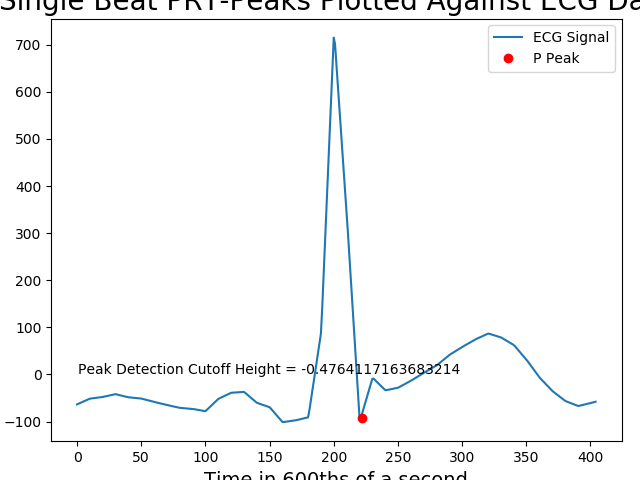 Single Beat PRT-Peaks Plotted Against ECG Da
ECG Signal
P Peak
700
600
500
400
300
200
100
0
−100
Peak Detection Cutoff Height = -0.4764117163683214
0 50 100 150 200 250 300 350 400
Time in 600ths of a second